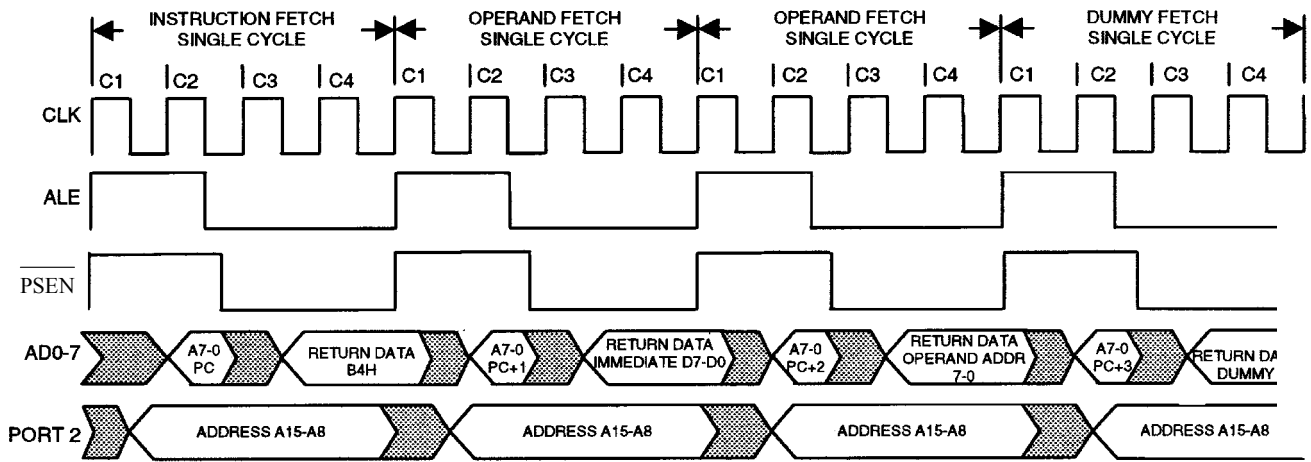 INSTRUCTION FETCH
SINGLE CYCLE
OPERAND FETCH
SINGLE CYCLE
OPERAND FETCH
SINGLE CYCLE
DUMMY FETCH
SINGLE CYCLE
C1 C2 C3 C4 C1 C2 C3 C4 C1 C2 C3 C4 C1 C2 C3 C4
CLK
ALE
PSEN
AD0-7
A7-0
PC
RETURN DATA
B4H
A7-0
PC+1
RETURN DATA
IMMEDIATE D7-D0
A7-0
PC+2
RETURN DATA
OPERAND ADDR
7-0
A7-0
PC+3
RETURN DA
DUMMY
PORT 2
ADDRESS A15-A8
ADDRESS A15-A8
ADDRESS A15-A8
ADDRESS A15-A8